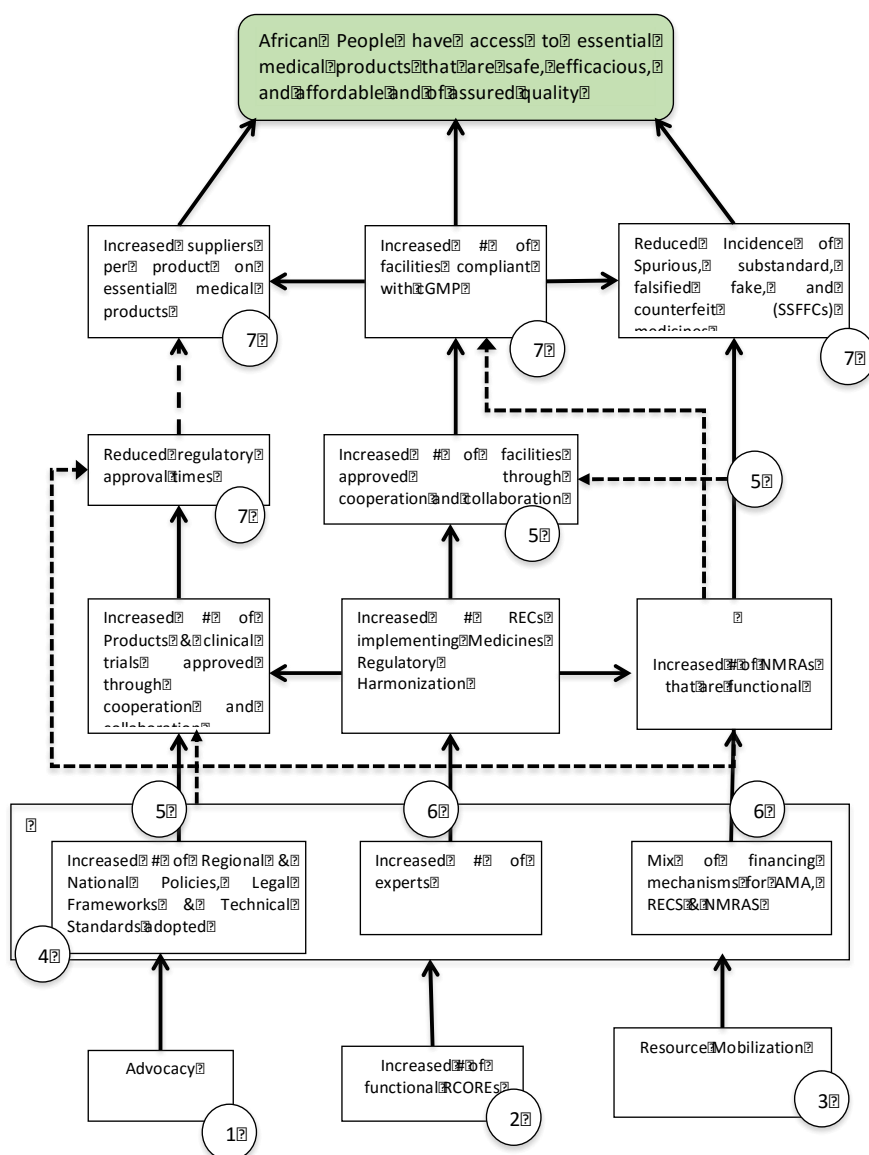 African People have access to essential
medical products that are safe, efficacious,
and affordable and of assured quality
Increased suppliers
per product on
essential medical
products
7
Increased # of
facilities compliant
with cGMP
7
Reduced Incidence of
Spurious, substandard,
falsified fake, and
counterfeit (SSFFCs)
medicines
7
Reduced regulatory
approval times
7
Increased # of facilities
approved through
cooperation and collaboration
5
5
Increased # of
Products & clinical
trials approved
through
cooperation and
collaboration
Increased # RECs
implementing Medicines
Regulatory
Harmonization
Increased # of NMRAs
that are functional
5
6
6
Increased # of Regional &
National Policies, Legal
Frameworks & Technical
Standards adopted
4
Increased # of
experts
Mix of financing
mechanisms for AMA,
RECS & NMRAS
Advocacy
1
Increased # of
functional RCOREs
2
Resource Mobilization
3